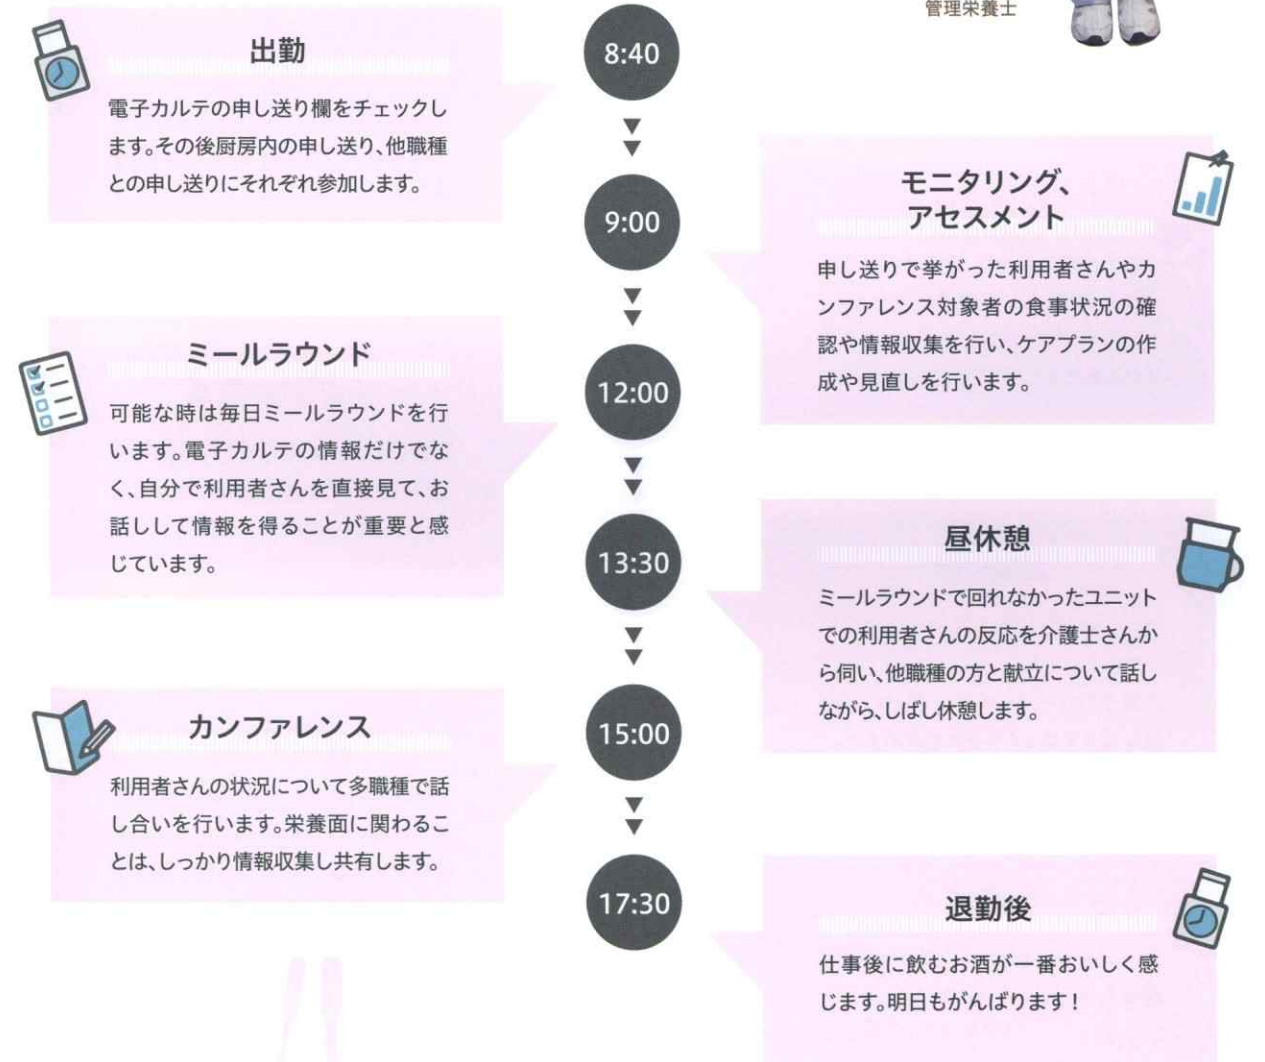 管理栄養士
8:40
出勤
電子カルテの申し送り欄をチェックし
ます。その後厨房内の申し送り、他職種
との申し送りにそれぞれ参加します。
9:00
モニタリング、
アセスメント
申し送りで挙がった利用者さんやカ
ンファレンス対象者の食事状況の確
認や情報収集を行い、ケアプランの作
成や見直しを行います。
12:00
ミールラウンド
可能な時は毎日ミールラウンドを行
います。電子カルテの情報だけでな
く、自分で利用者さんを直接見て、お
話しして情報を得ることが重要と感
じています。
13:30
昼休憩
ミールラウンドで回れなかったユニット
での利用者さんの反応を介護士さんか
ら伺い、他職種の方と献立について話し
ながら、しばし休憩します。
15:00
カンファレンス
利用者さんの状況について多職種で話
し合いを行います。栄養面に関わるこ
とは、しっかり情報収集し共有します。
17:30
退勤後
仕事後に飲むお酒が一番おいしく感
じます。明日もがんばります！